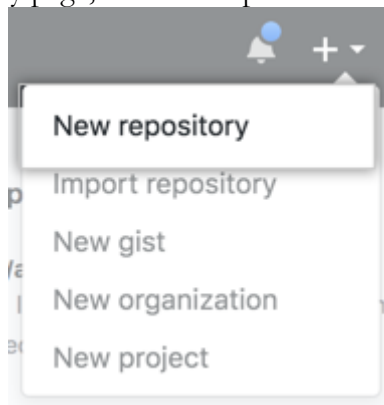 New repository
Import repository
New gist
New organization
New project